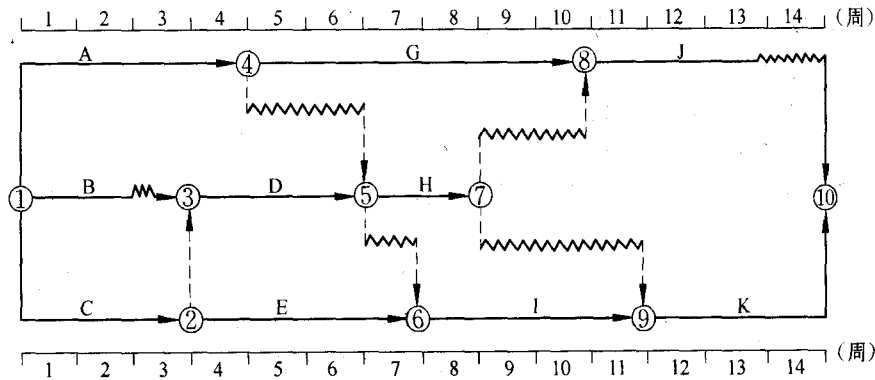 1 2 3 4 5 6 7 8 9 10 11 12 13 14 (周)
A G J
④ ⑧
B D H
① ③ ⑤ ⑦ ⑩
C E I K
② ⑥ ⑨
1 2 3 4 5 6 7 8 9 10 11 12 13 14 (周)